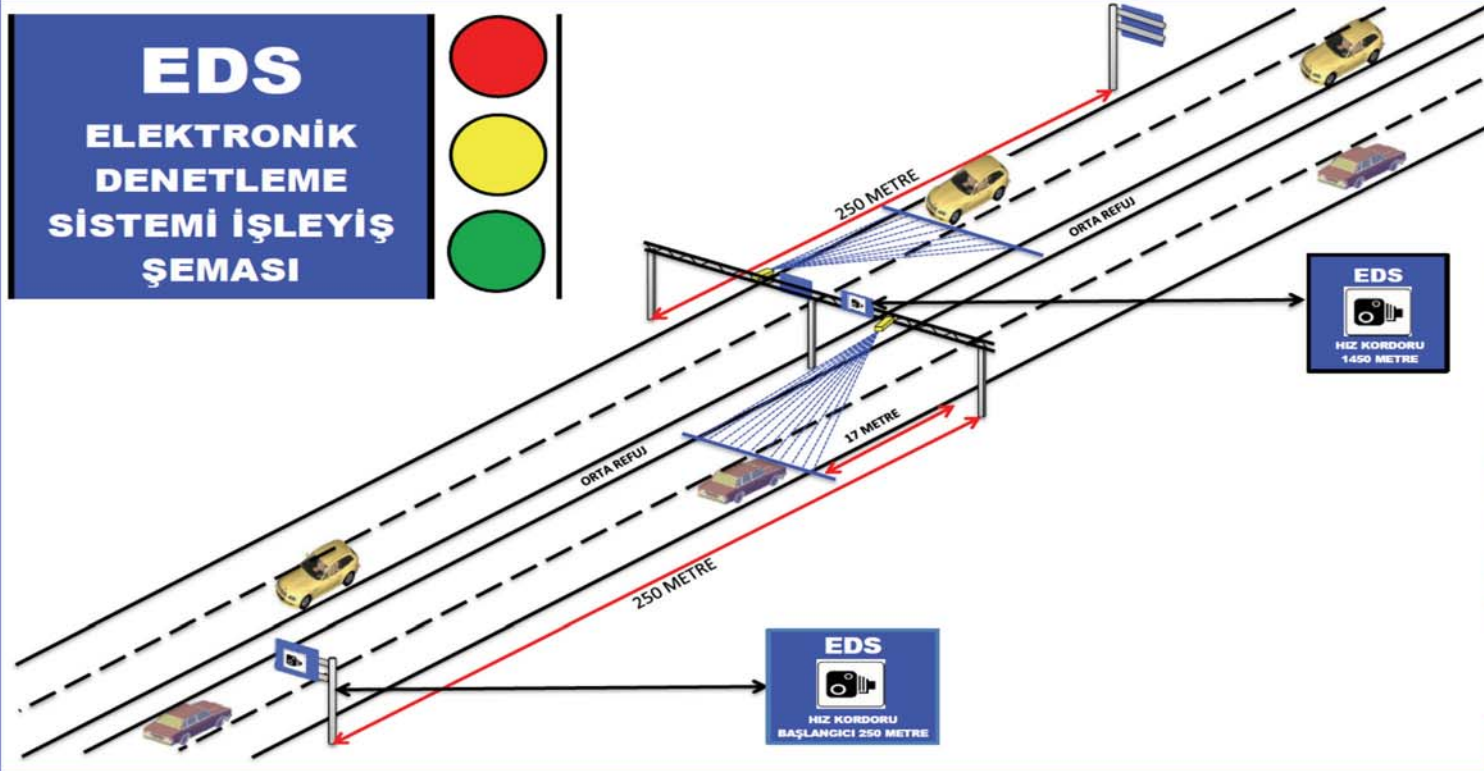 EDS
ELEKTRONİK
DENETLEME
SİSTEMİ İŞLEYİŞ
ŞEMASI
250 METRE
ORTA REFUJ
EDS
HIZ KORDORU
1450 METRE
17 METRE
ORTA REFUJ
250 METRE
EDS
HIZ KORDORU
BAŞLANGICI 250 METRE